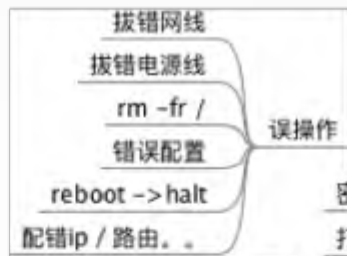 拔错网线
拔错电源线
rm -fr /
误操作
错误配置
reboot ->halt
配错ip / 路由。。